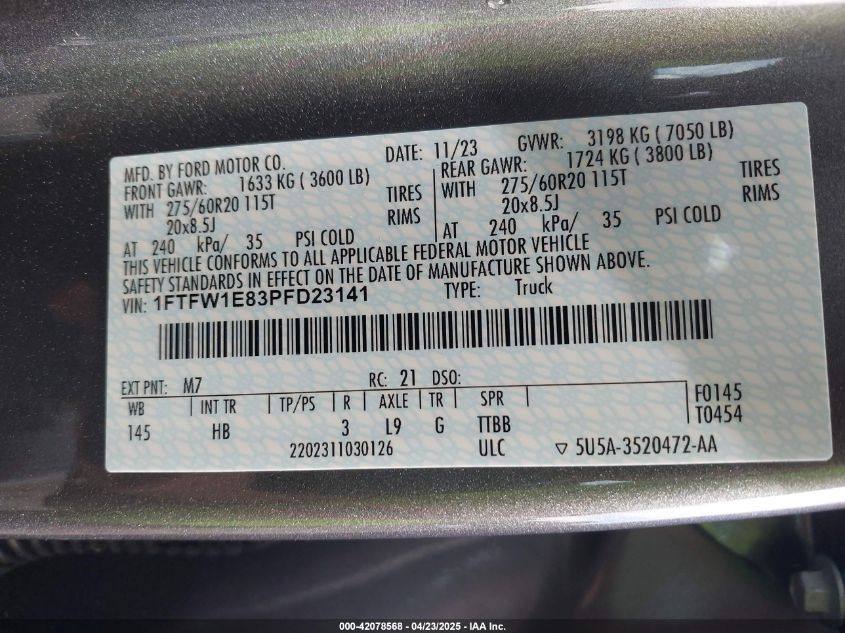 MFD. BY FORD MOTOR CO. DATE: 11/23 GVWR: 3198 KG ( 7050 LB)
FRONT GAWR: 1633 KG ( 3600 LB) REAR GAWR: 1724 KG ( 3800 LB)
WITH 275/60R20 115T TIRES WITH 275/60R20 115T TIRES
20x8.5J RIMS 20x8.5J RIMS
AT 240 kPa/ 35 PSI COLD AT 240 kPa/ 35 PSI COLD
THIS VEHICLE CONFORMS TO ALL APPLICABLE FEDERAL MOTOR VEHICLE
SAFETY STANDARDS IN EFFECT ON THE DATE OF MANUFACTURE SHOWN ABOVE.
VIN: 1FTFW1E83PFD23141 TYPE: Truck
EXT PNT: M7 RC: 21 DSO:
WB | INT TR | TP/PS | R | AXLE | TR | SPR F0145
145 HB 3 L9 G TTBB T0454
2202311030126 ULC ▽ 5U5A-3520472-AA
000-42078568 - 04/23/2025 - IAA Inc.